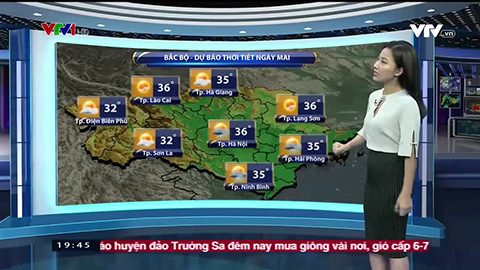 VTV1 HD
VTV.vn
BẮC BỘ - DỰ BÁO THỜI TIẾT NGÀY MAI
36°
Tp. Lào Cai
35°
Tp. Hà Giang
32°
Tp. Điện Biên Phủ
36°
Tp. Lạng Sơn
32°
Tp. Sơn La
36°
Tp. Hà Nội
35°
Tp. Hải Phòng
35°
Tp. Ninh Bình
19:45
áo huyện đảo Trường Sa đêm nay mưa giông vài nơi, gió cấp 6-7